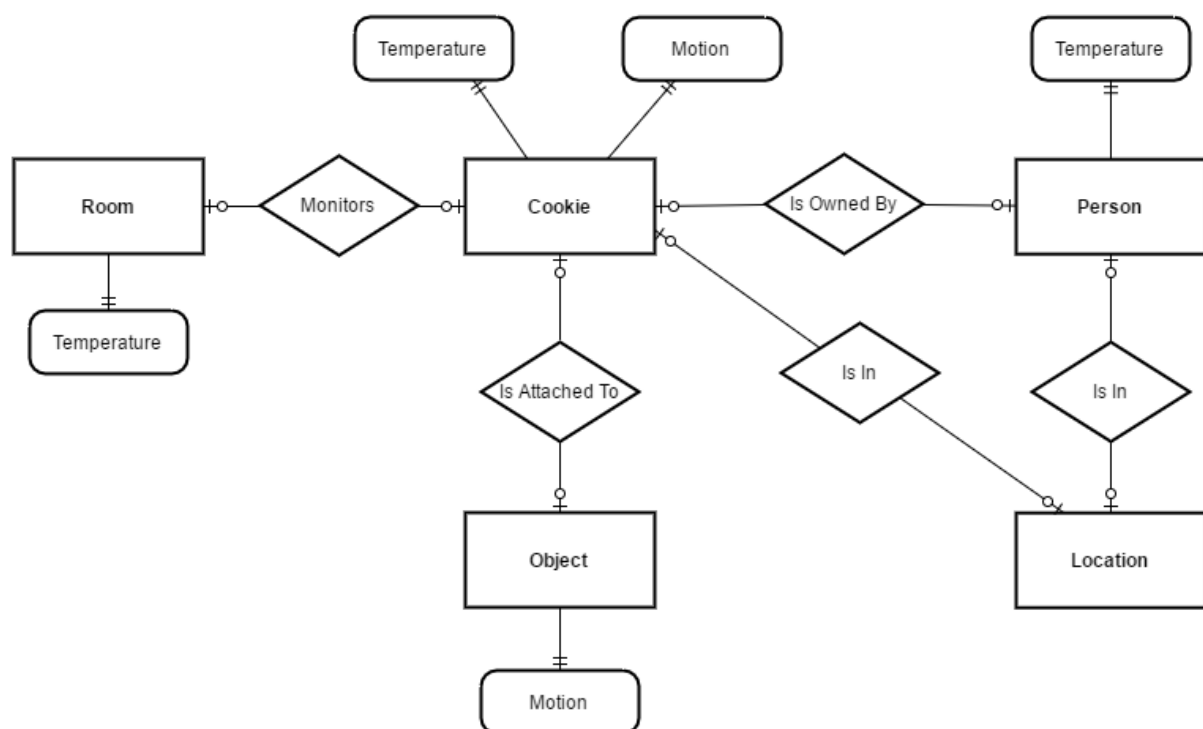 Temperature
Motion
Temperature
Room
Monitors
Cookie
Is Owned By
Person
Temperature
Is In
Is Attached To
Is In
Object
Location
Motion